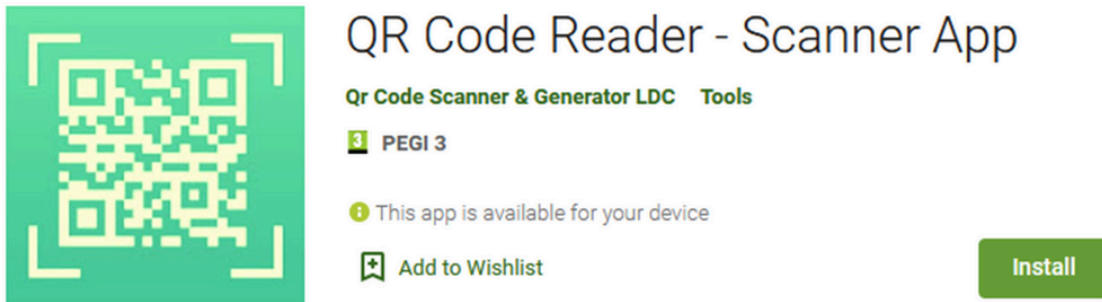 QR Code Reader - Scanner App
Qr Code Scanner & Generator LDC Tools
3 PEGI 3
This app is available for your device
Add to Wishlist
Install